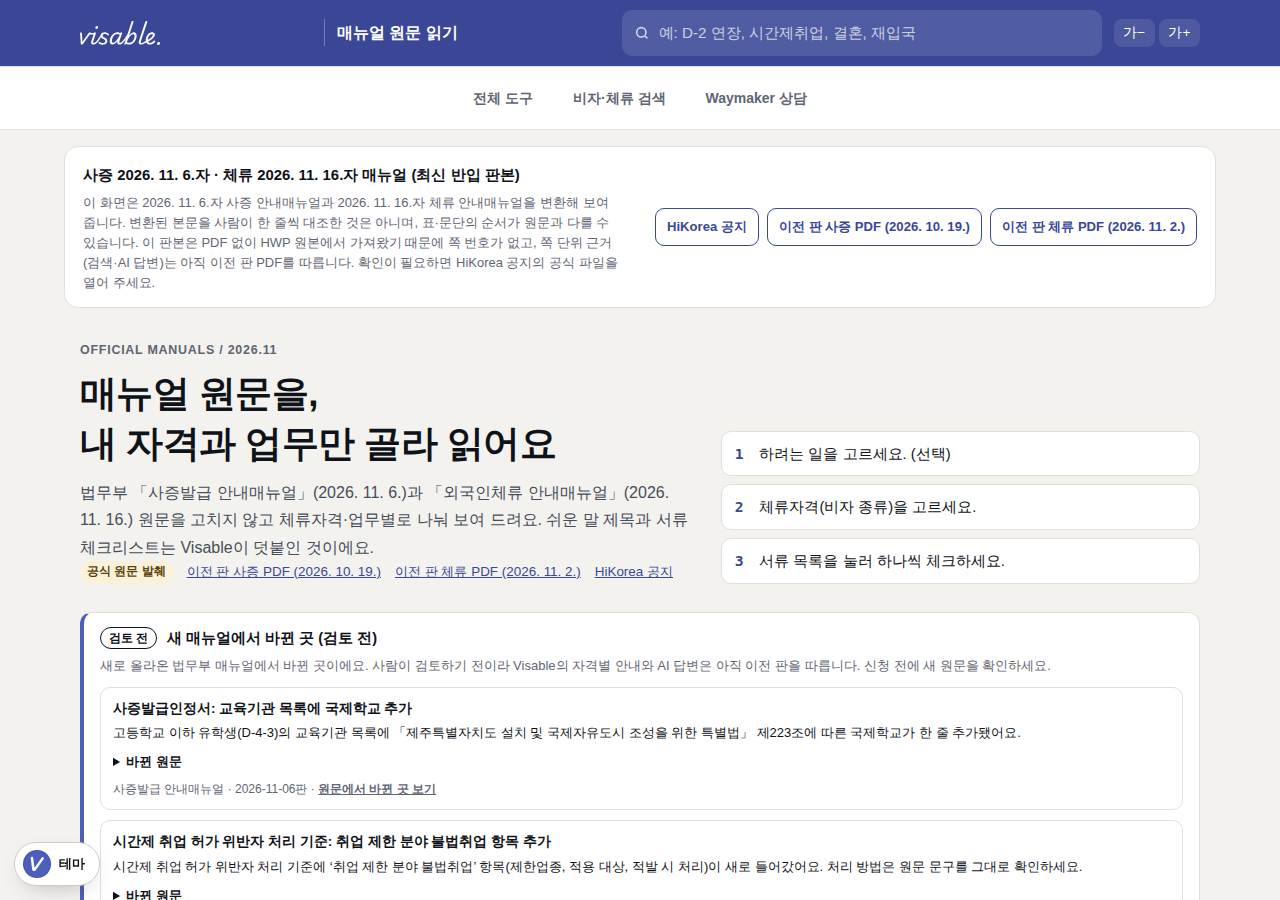 visable.
매뉴얼 원문 읽기
예: D-2 연장, 시간제취업, 결혼, 재입국
가−
가+
전체 도구
비자·체류 검색
Waymaker 상담
사증 2026. 11. 6.자 · 체류 2026. 11. 16.자 매뉴얼 (최신 반입 판본)
이 화면은 2026. 11. 6.자 사증 안내매뉴얼과 2026. 11. 16.자 체류 안내매뉴얼을 변환해 보여
줍니다. 변환된 본문을 사람이 한 줄씩 대조한 것은 아니며, 표·문단의 순서가 원문과 다를 수
있습니다. 이 판본은 PDF 없이 HWP 원본에서 가져왔기 때문에 쪽 번호가 없고, 쪽 단위 근거
(검색·AI 답변)는 아직 이전 판 PDF를 따릅니다. 확인이 필요하면 HiKorea 공지의 공식 파일을
열어 주세요.
HiKorea 공지
이전 판 사증 PDF (2026. 10. 19.)
이전 판 체류 PDF (2026. 11. 2.)
OFFICIAL MANUALS / 2026.11
매뉴얼 원문을,
내 자격과 업무만 골라 읽어요
법무부 「사증발급 안내매뉴얼」(2026. 11. 6.)과 「외국인체류 안내매뉴얼」(2026.
11. 16.) 원문을 고치지 않고 체류자격·업무별로 나눠 보여 드려요. 쉬운 말 제목과 서류
체크리스트는 Visable이 덧붙인 것이에요.
공식 원문 발췌
이전 판 사증 PDF (2026. 10. 19.)
이전 판 체류 PDF (2026. 11. 2.)
HiKorea 공지
1 하려는 일을 고르세요. (선택)
2 체류자격(비자 종류)을 고르세요.
3 서류 목록을 눌러 하나씩 체크하세요.
검토 전 새 매뉴얼에서 바뀐 곳 (검토 전)
새로 올라온 법무부 매뉴얼에서 바뀐 곳이에요. 사람이 검토하기 전이라 Visable의 자격별 안내와 AI 답변은 아직 이전 판을 따릅니다. 신청 전에 새 원문을 확인하세요.
사증발급인정서: 교육기관 목록에 국제학교 추가
고등학교 이하 유학생(D-4-3)의 교육기관 목록에 「제주특별자치도 설치 및 국제자유도시 조성을 위한 특별법」 제223조에 따른 국제학교가 한 줄 추가됐어요.
바뀐 원문
사증발급 안내매뉴얼 · 2026-11-06판 · 원문에서 바뀐 곳 보기
시간제 취업 허가 위반자 처리 기준: 취업 제한 분야 불법취업 항목 추가
시간제 취업 허가 위반자 처리 기준에 ‘취업 제한 분야 불법취업’ 항목(제한업종, 적용 대상, 적발 시 처리)이 새로 들어갔어요. 처리 방법은 원문 문구를 그대로 확인하세요.
바뀐 원문
테마